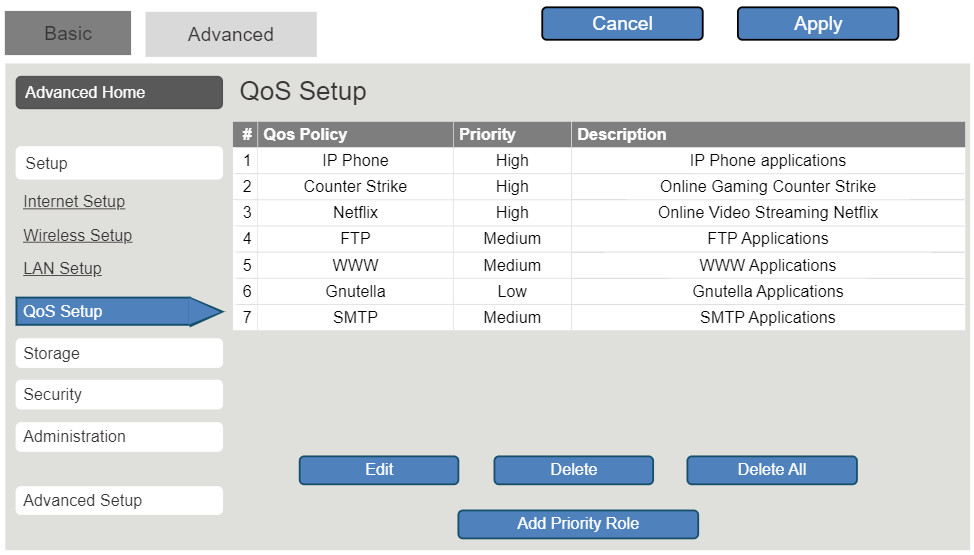 Basic
Advanced
Cancel
Apply
Advanced Home
QoS Setup
# Qos Policy Priority Description
1 IP Phone High IP Phone applications
2 Counter Strike High Online Gaming Counter Strike
3 Netflix High Online Video Streaming Netflix
4 FTP Medium FTP Applications
5 WWW Medium WWW Applications
6 Gnutella Low Gnutella Applications
7 SMTP Medium SMTP Applications
Setup
Internet Setup
Wireless Setup
LAN Setup
QoS Setup
Storage
Security
Administration
Advanced Setup
Edit
Delete
Delete All
Add Priority Role